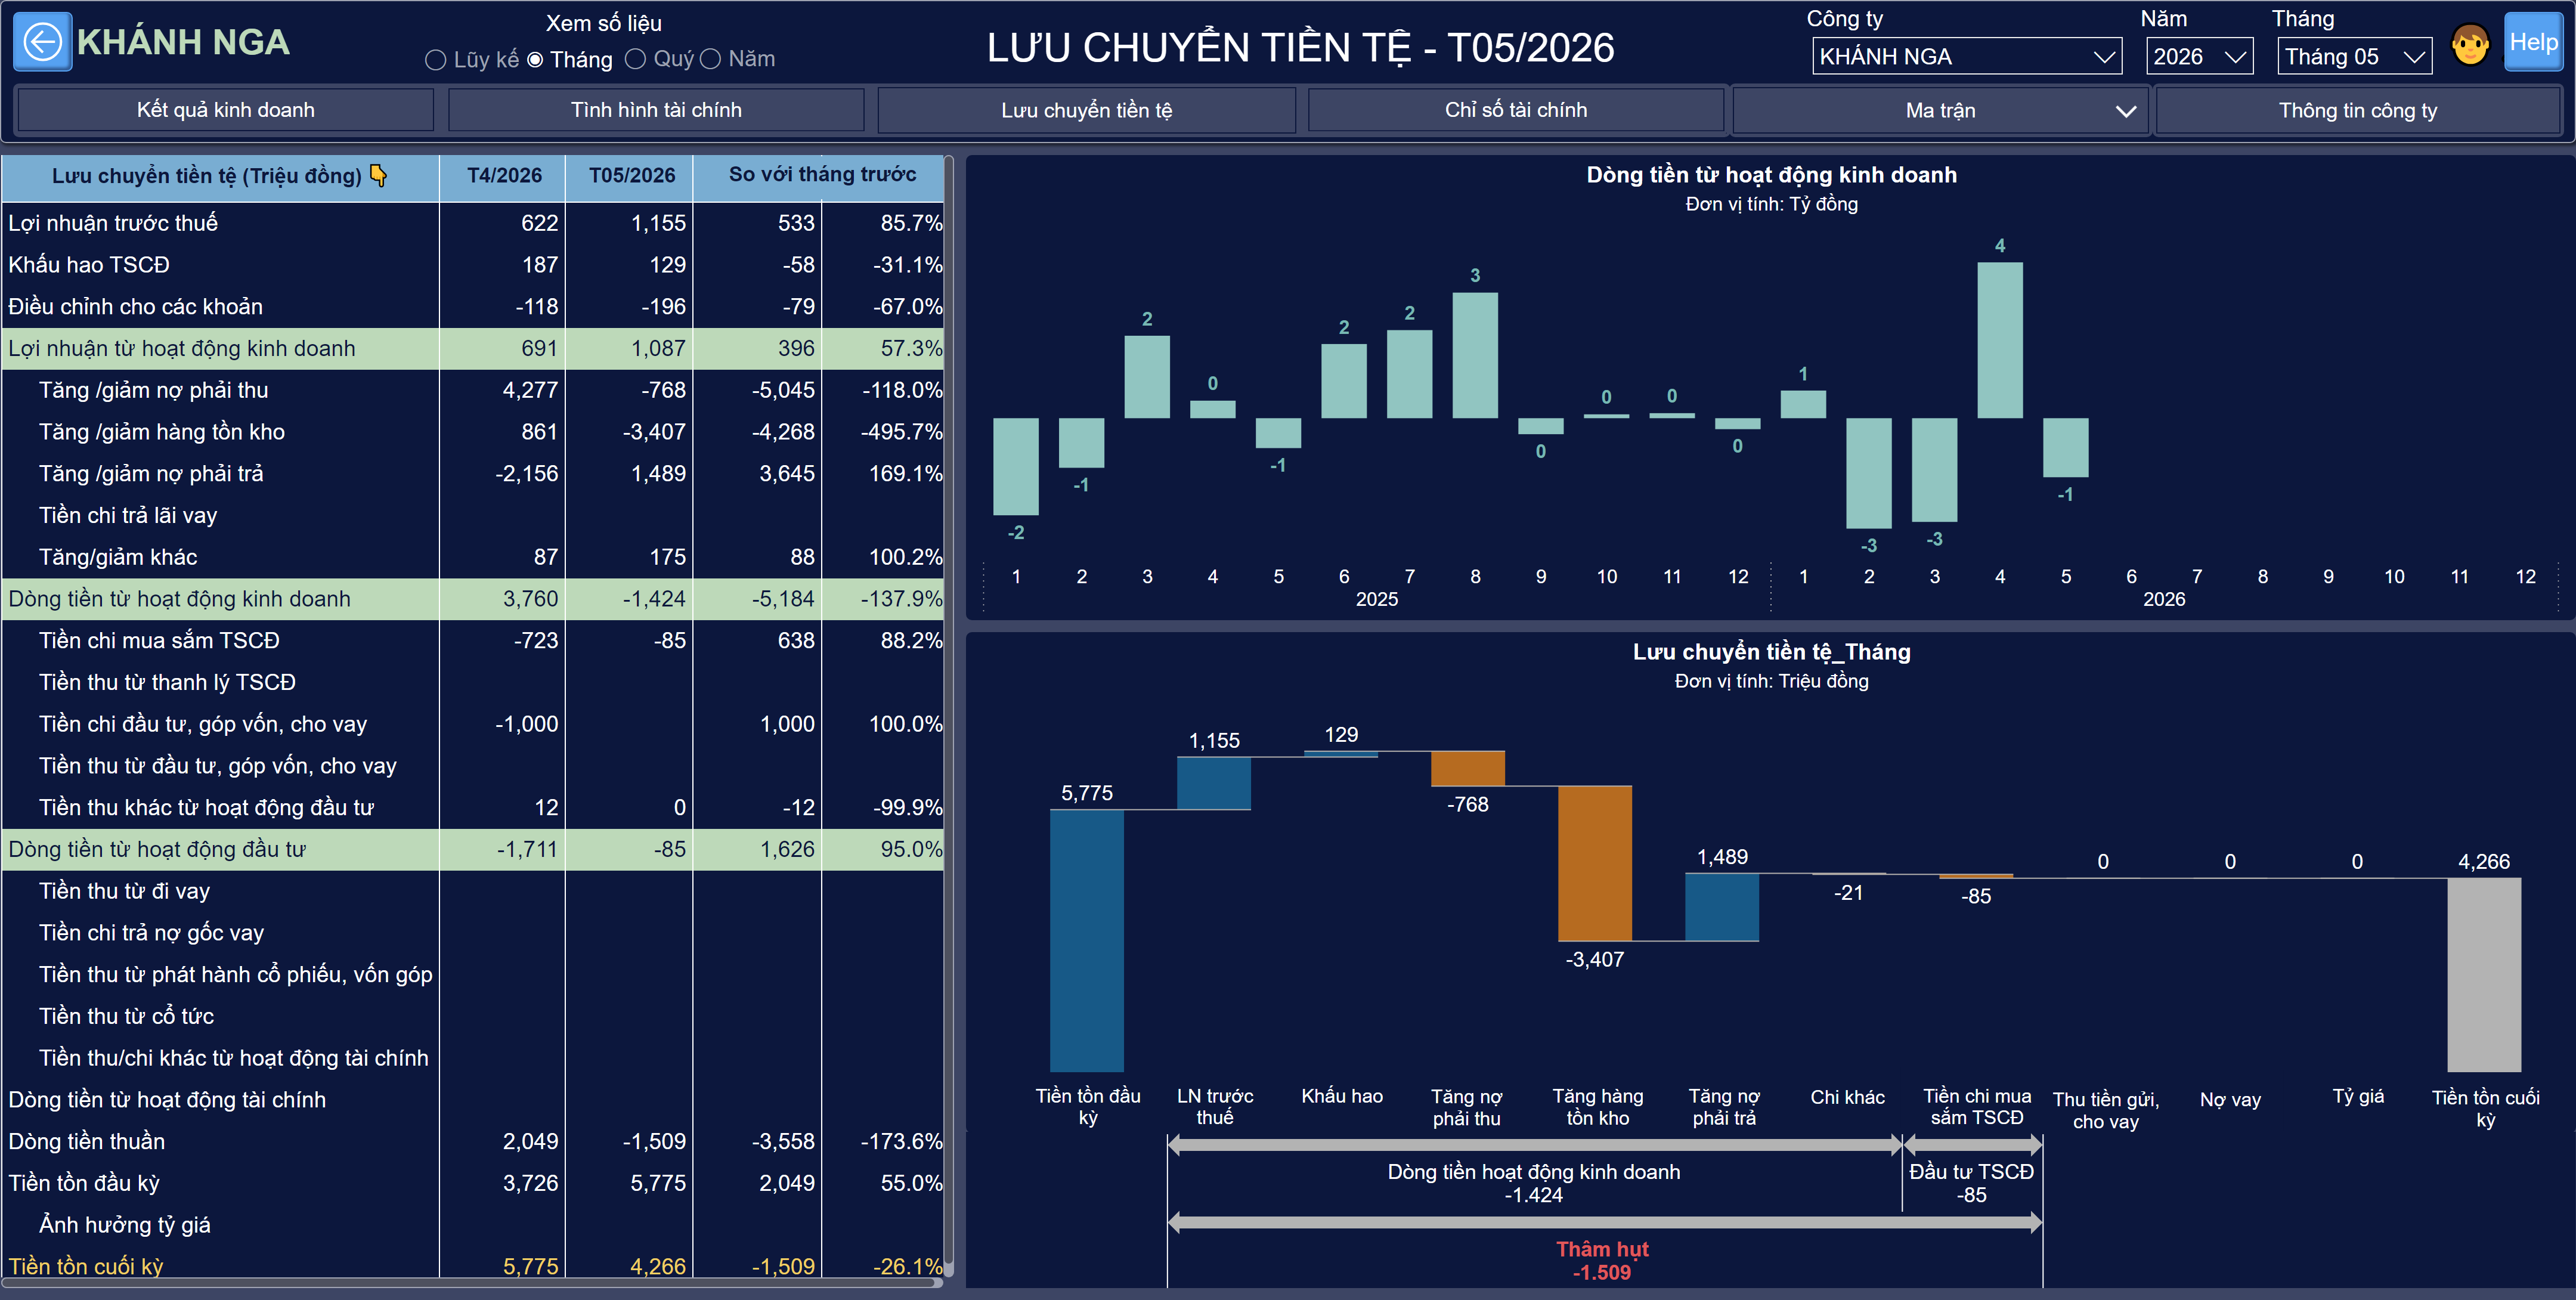 KHÁNH NGA
Xem số liệu
Lũy kế Tháng Quý Năm
LƯU CHUYỂN TIỀN TỆ - T05/2026
Công ty Năm Tháng
KHÁNH NGA 2026 Tháng 05 Help
Kết quả kinh doanh Tình hình tài chính Lưu chuyển tiền tệ Chỉ số tài chính Ma trận Thông tin công ty
Lưu chuyển tiền tệ (Triệu đồng) T4/2026 T05/2026 So với tháng trước
Lợi nhuận trước thuế 622 1,155 533 85.7%
Khấu hao TSCĐ 187 129 -58 -31.1%
Điều chỉnh cho các khoản -118 -196 -79 -67.0%
Lợi nhuận từ hoạt động kinh doanh 691 1,087 396 57.3%
Tăng /giảm nợ phải thu 4,277 -768 -5,045 -118.0%
Tăng /giảm hàng tồn kho 861 -3,407 -4,268 -495.7%
Tăng /giảm nợ phải trả -2,156 1,489 3,645 169.1%
Tiền chi trả lãi vay
Tăng/giảm khác 87 175 88 100.2%
Dòng tiền từ hoạt động kinh doanh 3,760 -1,424 -5,184 -137.9%
Tiền chi mua sắm TSCĐ -723 -85 638 88.2%
Tiền thu từ thanh lý TSCĐ
Tiền chi đầu tư, góp vốn, cho vay -1,000 1,000 100.0%
Tiền thu từ đầu tư, góp vốn, cho vay
Tiền thu khác từ hoạt động đầu tư 12 0 -12 -99.9%
Dòng tiền từ hoạt động đầu tư -1,711 -85 1,626 95.0%
Tiền thu từ đi vay
Tiền chi trả nợ gốc vay
Tiền thu từ phát hành cổ phiếu, vốn góp
Tiền thu từ cổ tức
Tiền thu/chi khác từ hoạt động tài chính
Dòng tiền từ hoạt động tài chính
Dòng tiền thuần 2,049 -1,509 -3,558 -173.6%
Tiền tồn đầu kỳ 3,726 5,775 2,049 55.0%
Ảnh hưởng tỷ giá
Tiền tồn cuối kỳ 5,775 4,266 -1,509 -26.1%
Dòng tiền từ hoạt động kinh doanh
Đơn vị tính: Tỷ đồng
-2 -1 2 0 -1 2 2 3 0 0 0 0 1 -3 -3 4 -1
1 2 3 4 5 6 7 8 9 10 11 12 1 2 3 4 5 6 7 8 9 10 11 12
2025 2026
Lưu chuyển tiền tệ_Tháng
Đơn vị tính: Triệu đồng
5,775 1,155 129 -768 -3,407 1,489 -21 -85 0 0 0 4,266
Tiền tồn đầu LN trước Khấu hao Tăng nợ Tăng hàng Tăng nợ Chi khác Tiền chi mua Thu tiền gửi, Nợ vay Tỷ giá Tiền tồn cuối
kỳ thuế phải thu tồn kho phải trả sắm TSCĐ cho vay kỳ
Dòng tiền hoạt động kinh doanh Đầu tư TSCĐ
-1.424 -85
Thâm hụt
-1.509